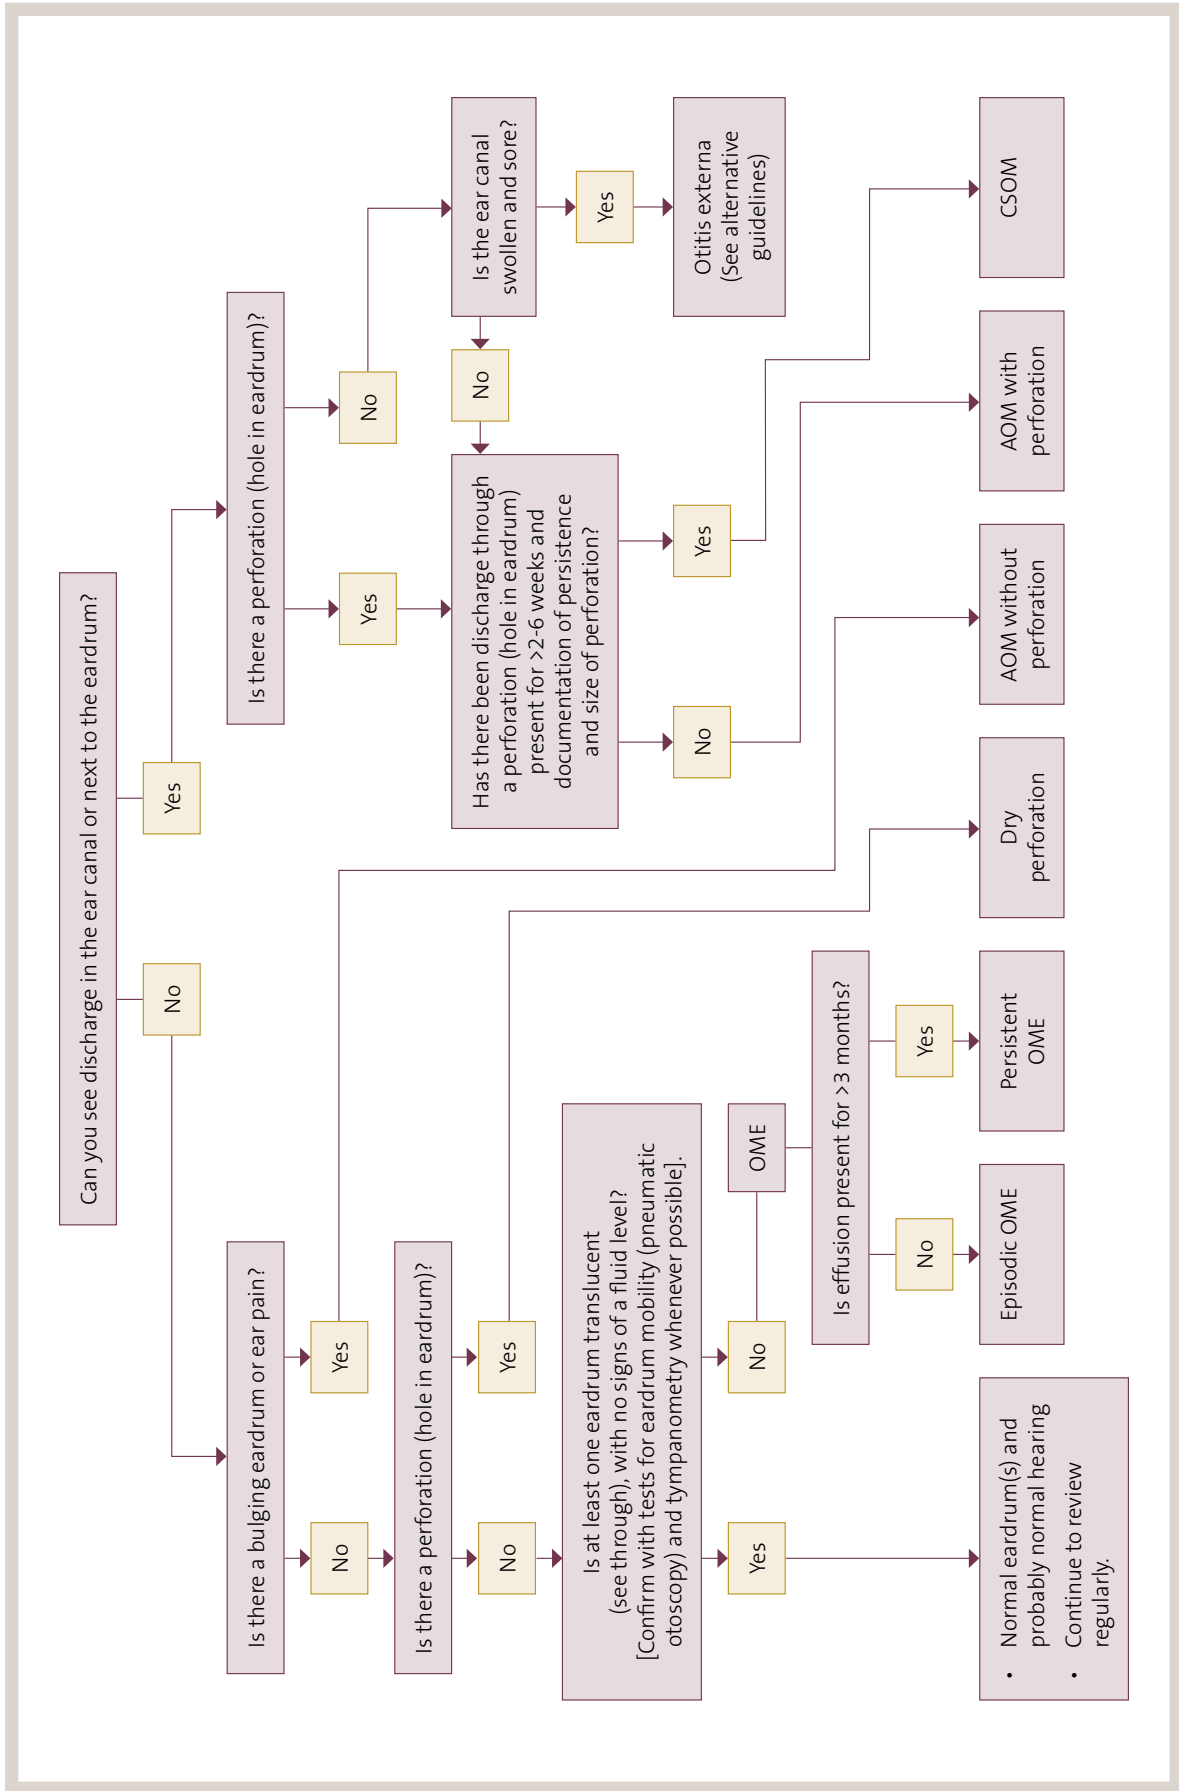 Can you see discharge in the ear canal or next to the eardrum?
No
Yes
Is there a bulging eardrum or ear pain?
Is there a perforation (hole in eardrum)?
No
Yes
Yes
No
Is there a perforation (hole in eardrum)?
Is the ear canal
swollen and sore?
No
Yes
Has there been discharge through
a perforation (hole in eardrum)
present for >2-6 weeks and
documentation of persistence
and size of perforation?
No
Yes
Is at least one eardrum translucent
(see through), with no signs of a fluid level?
[Confirm with tests for eardrum mobility (pneumatic
otoscopy) and tympanometry whenever possible].
No
Yes
Otitis externa
(See alternative
guidelines)
Yes
No
OME
No
Yes
Is effusion present for >3 months?
No
Yes
• Normal eardrum(s) and
probably normal hearing
• Continue to review
regularly.
Episodic OME
Persistent
OME
Dry
perforation
AOM without
perforation
AOM with
perforation
CSOM